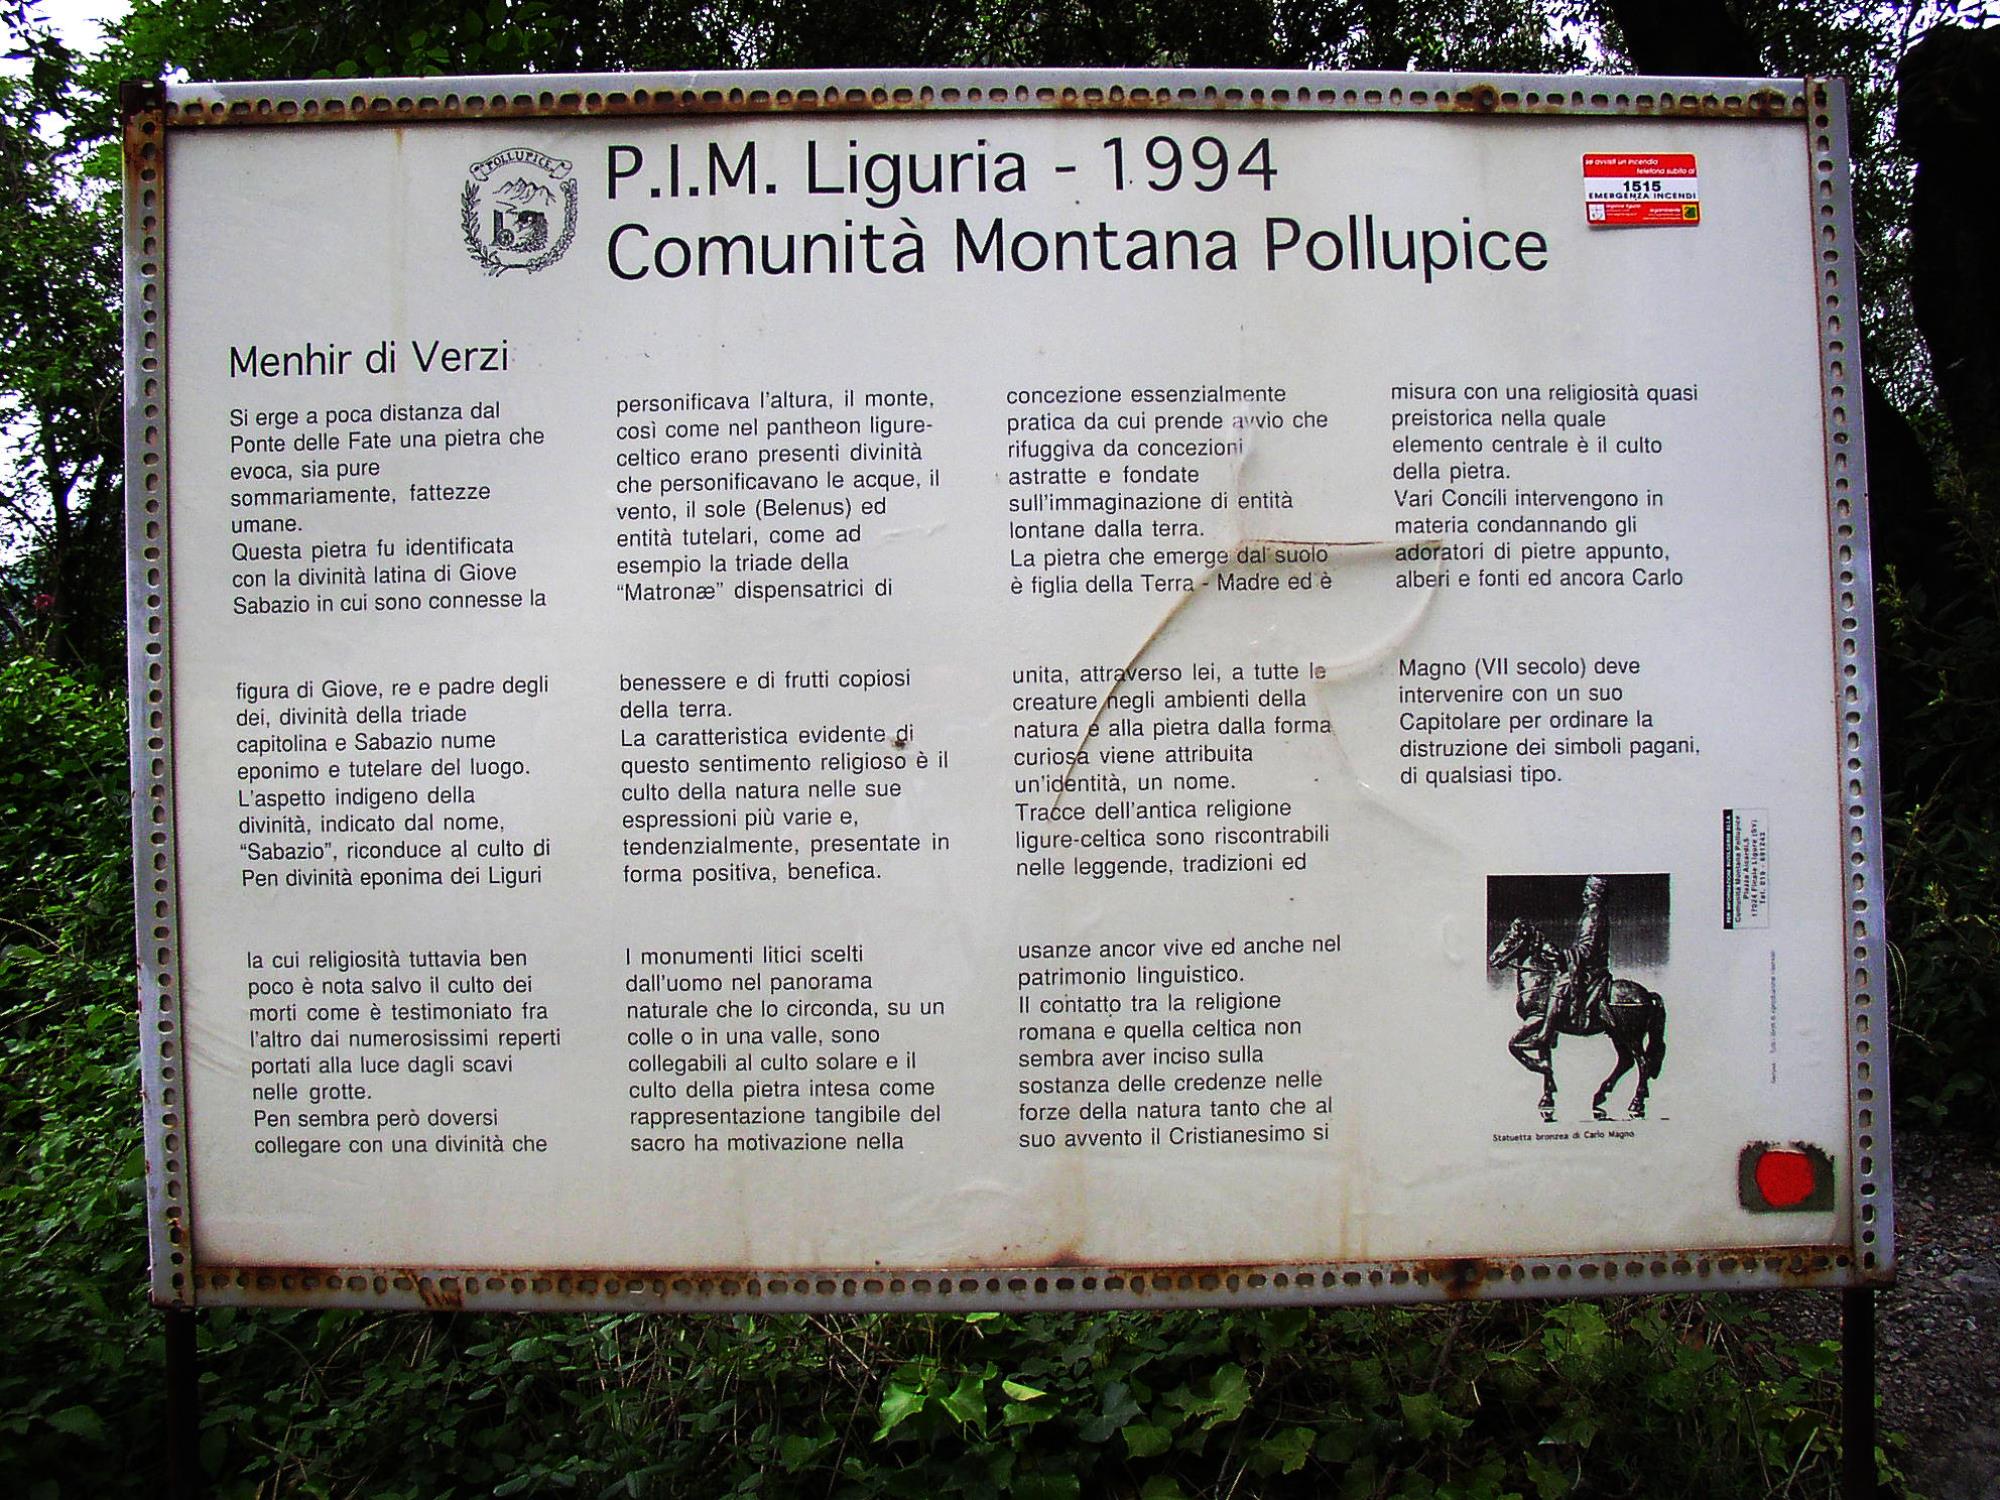 POLLUPICE
P.I.M. Liguria - 1994
Comunità Montana Pollupice
se avvisti un incendio
telefona subito al
1515
EMERGENZA INCENDI
Menhir di Verzi
Si erge a poca distanza dal
Ponte delle Fate una pietra che
evoca, sia pure
sommariamente, fattezze
umane.
Questa pietra fu identificata
con la divinità latina di Giove
Sabazio in cui sono connesse la
figura di Giove, re e padre degli
dei, divinità della triade
capitolina e Sabazio nume
eponimo e tutelare del luogo.
L'aspetto indigeno della
divinità, indicato dal nome,
“Sabazio”, riconduce al culto di
Pen divinità eponima dei Liguri
la cui religiosità tuttavia ben
poco è nota salvo il culto dei
morti come è testimoniato fra
l'altro dai numerosissimi reperti
portati alla luce dagli scavi
nelle grotte.
Pen sembra però doversi
collegare con una divinità che
personificava l'altura, il monte,
così come nel pantheon ligure-
celtico erano presenti divinità
che personificavano le acque, il
vento, il sole (Belenus) ed
entità tutelari, come ad
esempio la triade della
“Matronæ” dispensatrici di
benessere e di frutti copiosi
della terra.
La caratteristica evidente di
questo sentimento religioso è il
culto della natura nelle sue
espressioni più varie e,
tendenzialmente, presentate in
forma positiva, benefica.
I monumenti litici scelti
dall'uomo nel panorama
naturale che lo circonda, su un
colle o in una valle, sono
collegabili al culto solare e il
culto della pietra intesa come
rappresentazione tangibile del
sacro ha motivazione nella
concezione essenzialmente
pratica da cui prende avvio che
rifuggiva da concezioni
astratte e fondate
sull'immaginazione di entità
lontane dalla terra.
La pietra che emerge dal suolo
è figlia della Terra - Madre ed è
unita, attraverso lei, a tutte le
creature negli ambienti della
natura e alla pietra dalla forma
curiosa viene attribuita
un'identità, un nome.
Tracce dell'antica religione
ligure-celtica sono riscontrabili
nelle leggende, tradizioni ed
usanze ancor vive ed anche nel
patrimonio linguistico.
Il contatto tra la religione
romana e quella celtica non
sembra aver inciso sulla
sostanza delle credenze nelle
forze della natura tanto che al
suo avvento il Cristianesimo si
misura con una religiosità quasi
preistorica nella quale
elemento centrale è il culto
della pietra.
Vari Concili intervengono in
materia condannando gli
adoratori di pietre appunto,
alberi e fonti ed ancora Carlo
Magno (VII secolo) deve
intervenire con un suo
Capitolare per ordinare la
distruzione dei simboli pagani,
di qualsiasi tipo.
Statuetta bronzea di Carlo Magno
Comunità Montana Pollupice
17024 Finale Ligure (SV)